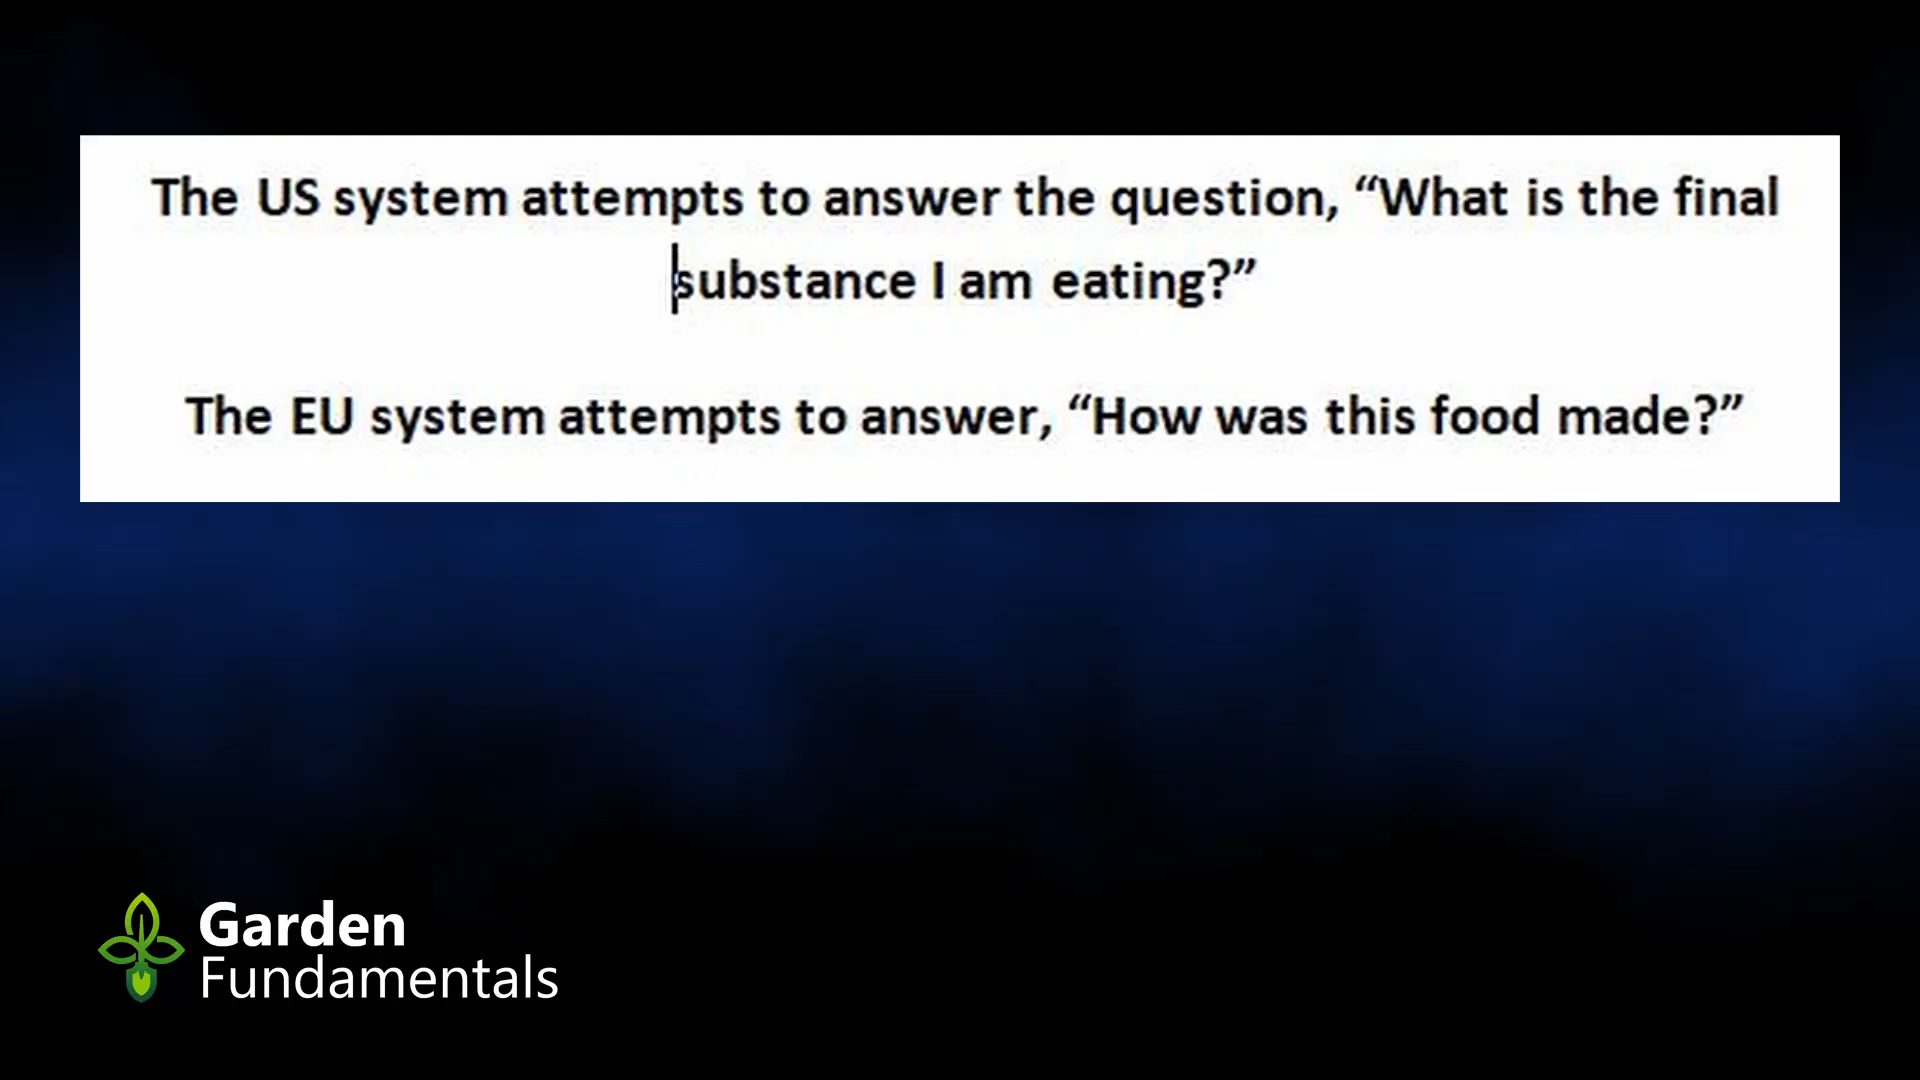 The US system attempts to answer the question, “What is the final
substance I am eating?”
The EU system attempts to answer, “How was this food made?”
Garden
Fundamentals